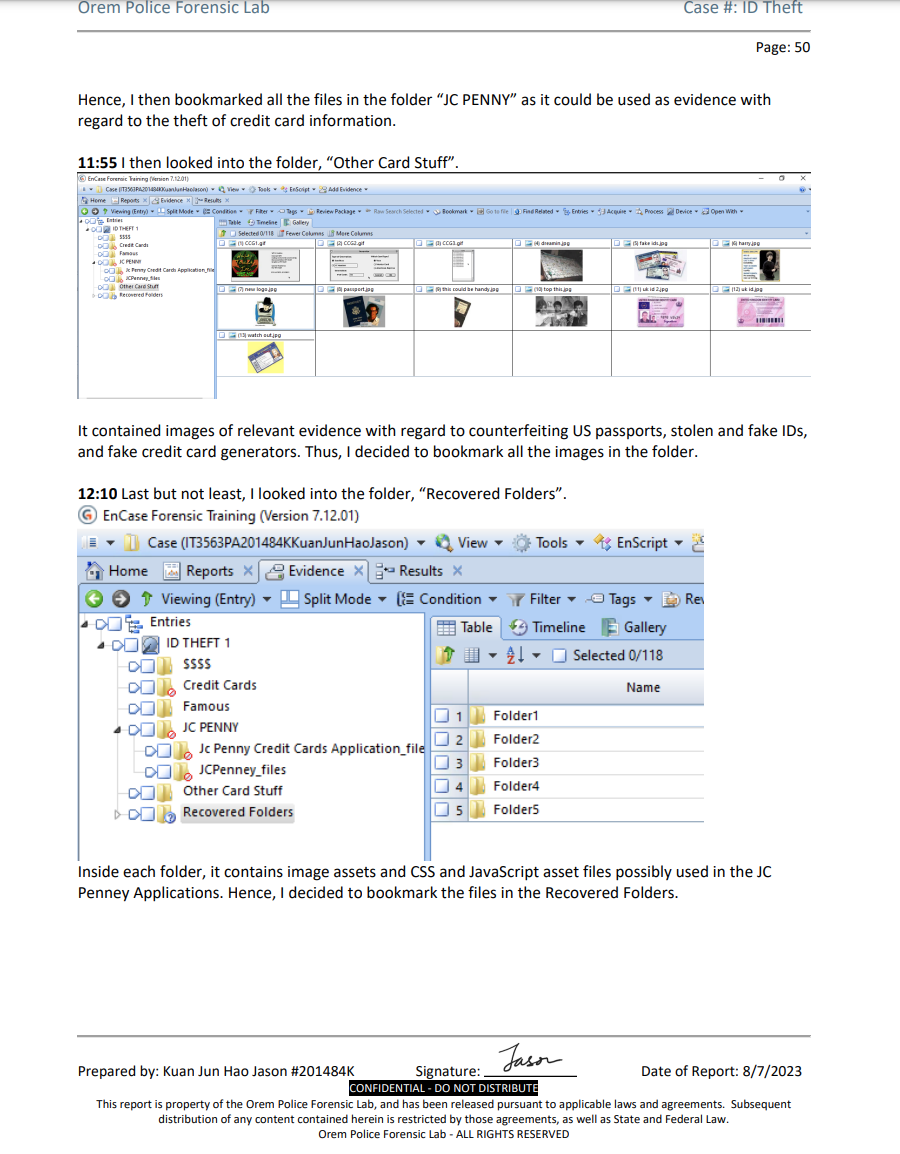 Orem Police Forensic Lab Case #: ID Theft
Page: 50
Hence, I then bookmarked all the files in the folder “JC PENNY” as it could be used as evidence with
regard to the theft of credit card information.
11:55 I then looked into the folder, “Other Card Stuff”.
EnCase Forensic Training (Version 7.12.01)
Case (IT3563PA201484KKuanJunHaoJason) View Tools EnScript Add Evidence
Home Reports Evidence Results
Viewing (Entry) Split Mode Condition Filter Tags Review Package Raw Search Selected Bookmark Go to file Find Related Entries Acquire Process Device Open With
Entries
ID THEFT 1
$$$$
Credit Cards
Famous
JC PENNY
Jc Penny Credit Cards Application_file
JCPenney_files
Other Card Stuff
Recovered Folders
Table Timeline Gallery
Selected 0/118 Fewer Columns More Columns
(1) CCG1.gif (2) CCG2.gif (3) CCG3.gif (4) dreamin.jpg (5) fake ids.jpg (6) harry.jpg
(7) new logo.jpg (8) passport.jpg (9) this could be handy.jpg (10) top this.jpg (11) uk id 2.jpg (12) uk id.jpg
(13) watch out.jpg
It contained images of relevant evidence with regard to counterfeiting US passports, stolen and fake IDs,
and fake credit card generators. Thus, I decided to bookmark all the images in the folder.
12:10 Last but not least, I looked into the folder, “Recovered Folders”.
EnCase Forensic Training (Version 7.12.01)
Case (IT3563PA201484KKuanJunHaoJason) View Tools EnScript
Home Reports Evidence Results
Viewing (Entry) Split Mode Condition Filter Tags Rev
Entries
ID THEFT 1
$$$$
Credit Cards
Famous
JC PENNY
Jc Penny Credit Cards Application_file
JCPenney_files
Other Card Stuff
Recovered Folders
Table Timeline Gallery
Selected 0/118
Name
1 Folder1
2 Folder2
3 Folder3
4 Folder4
5 Folder5
Inside each folder, it contains image assets and CSS and JavaScript asset files possibly used in the JC
Penney Applications. Hence, I decided to bookmark the files in the Recovered Folders.
Prepared by: Kuan Jun Hao Jason #201484K Signature: Jason Date of Report: 8/7/2023
CONFIDENTIAL - DO NOT DISTRIBUTE
This report is property of the Orem Police Forensic Lab, and has been released pursuant to applicable laws and agreements. Subsequent
distribution of any content contained herein is restricted by those agreements, as well as State and Federal Law.
Orem Police Forensic Lab - ALL RIGHTS RESERVED